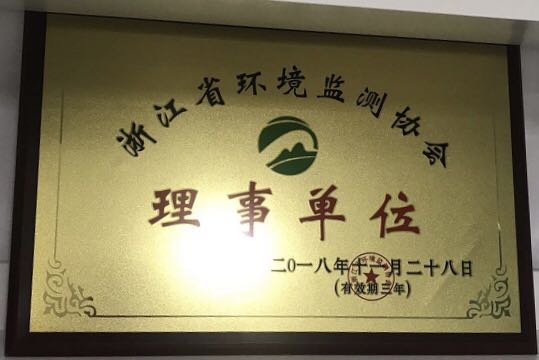 浙江省环境监测协会
理事单位
二0一八年十一月二十八日
(有效期三年)